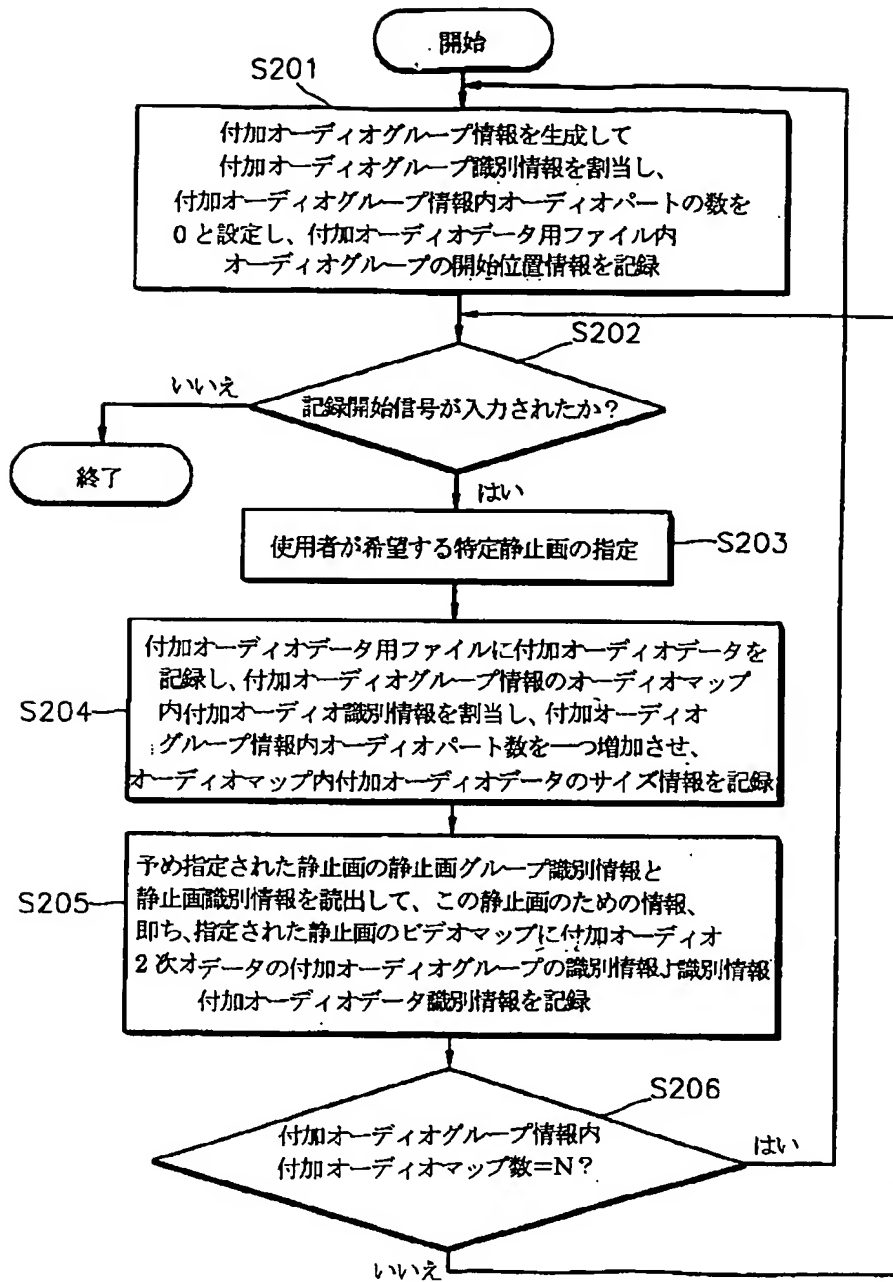 開始
S201
付加オーディオグループ情報を生成して
付加オーディオグループ識別情報を割当し、
付加オーディオグループ情報内オーディオパートの数を
0と設定し、付加オーディオデータ用ファイル内
オーディオグループの開始位置情報を記録
S202
いいえ
記録開始信号が入力されたか?
終了
はい
使用者が希望する特定静止画の指定
S203
付加オーディオデータ用ファイルに付加オーディオデータを
記録し、付加オーディオグループ情報のオーディオマップ
S204
内付加オーディオ識別情報を割当し、付加オーディオ
グループ情報内オーディオパート数を一つ増加させ、
オーディオマップ内付加オーディオデータのサイズ情報を記録
予め指定された静止画の静止画グループ識別情報と
S205
静止画識別情報を読出して、この静止画のための情報、
即ち、指定された静止画のビデオマップに付加オーディオ
2次オデータの付加オーディオグループの識別情報 識別情報
付加オーディオデータ識別情報を記録
S206
付加オーディオグループ情報内
付加オーディオマップ数=N?
はい
いいえ